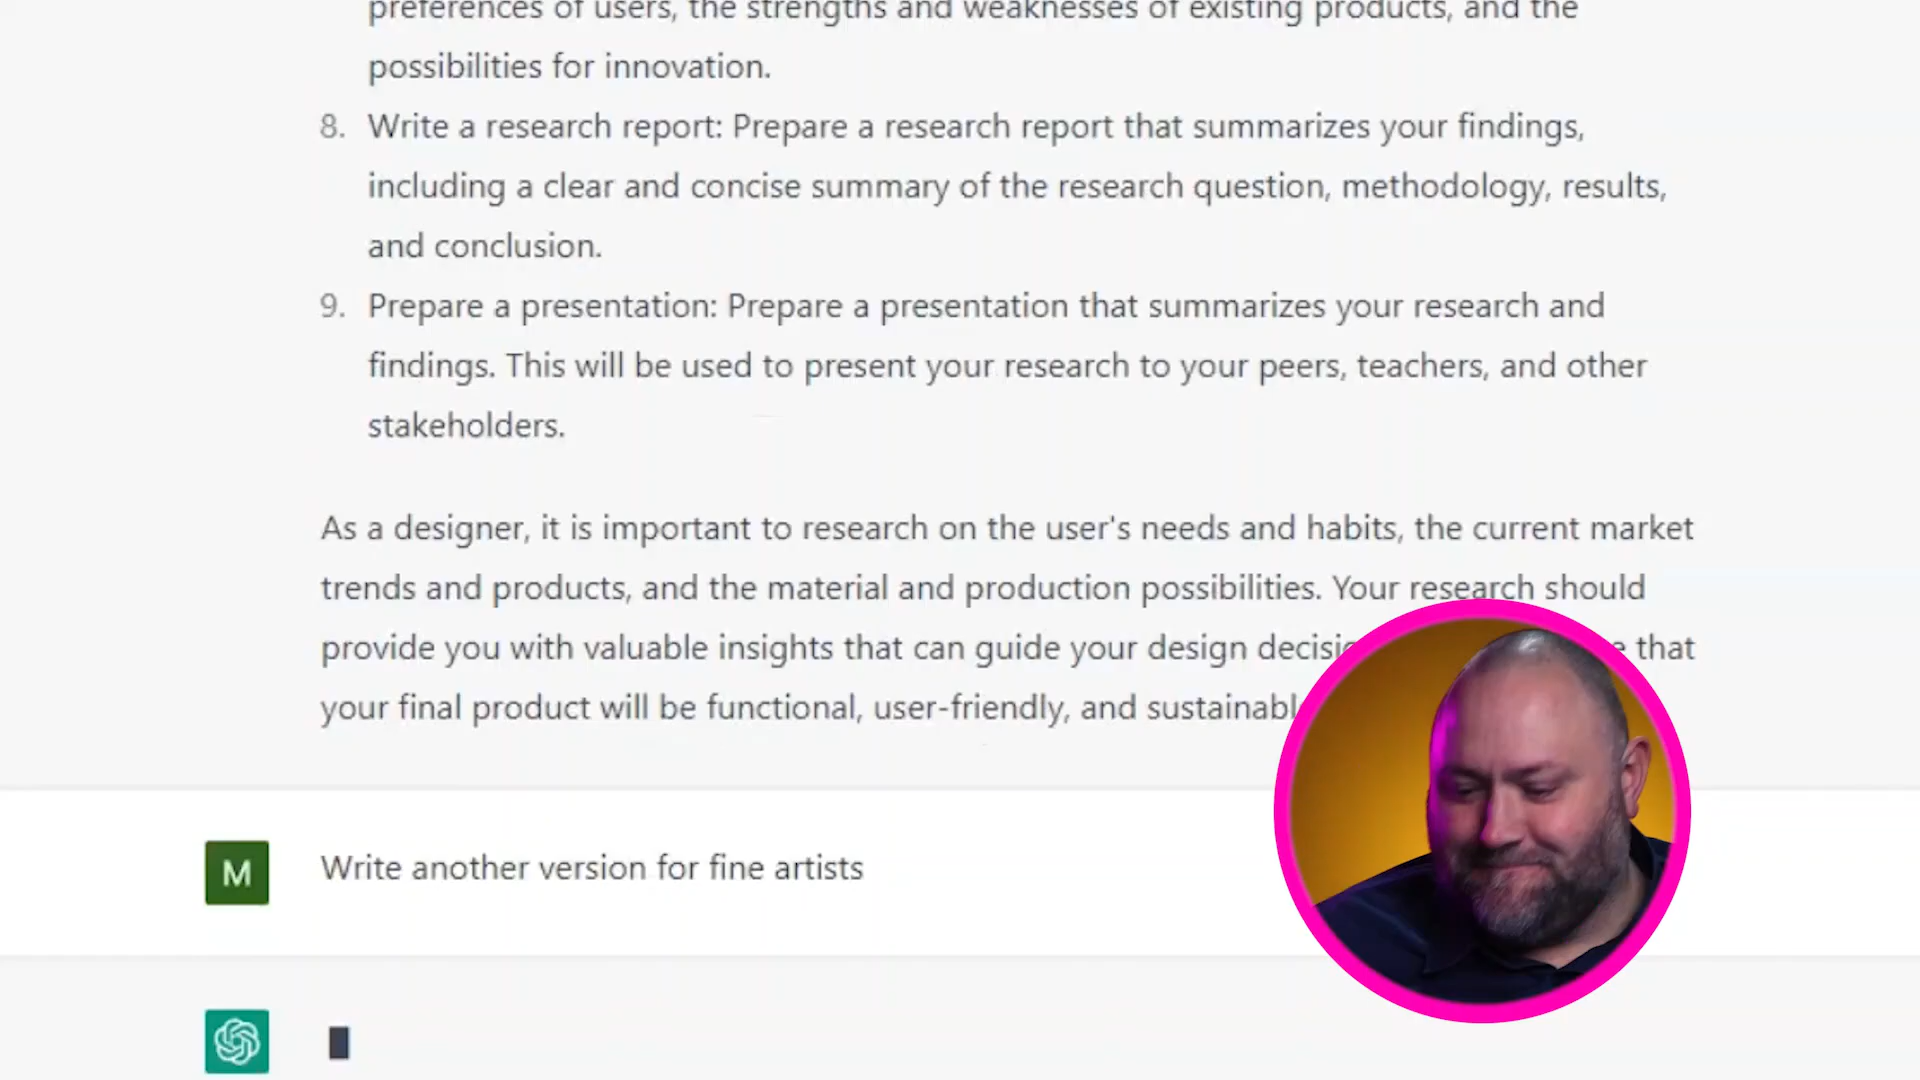 preferences of users, the strengths and weaknesses of existing products, and the
possibilities for innovation.
8. Write a research report: Prepare a research report that summarizes your findings,
including a clear and concise summary of the research question, methodology, results,
and conclusion.
9. Prepare a presentation: Prepare a presentation that summarizes your research and
findings. This will be used to present your research to your peers, teachers, and other
stakeholders.
As a designer, it is important to research on the user's needs and habits, the current market
trends and products, and the material and production possibilities. Your research should
provide you with valuable insights that can guide your design that
your final product will be functional, user-friendly, and
M
Write another version for fine artists